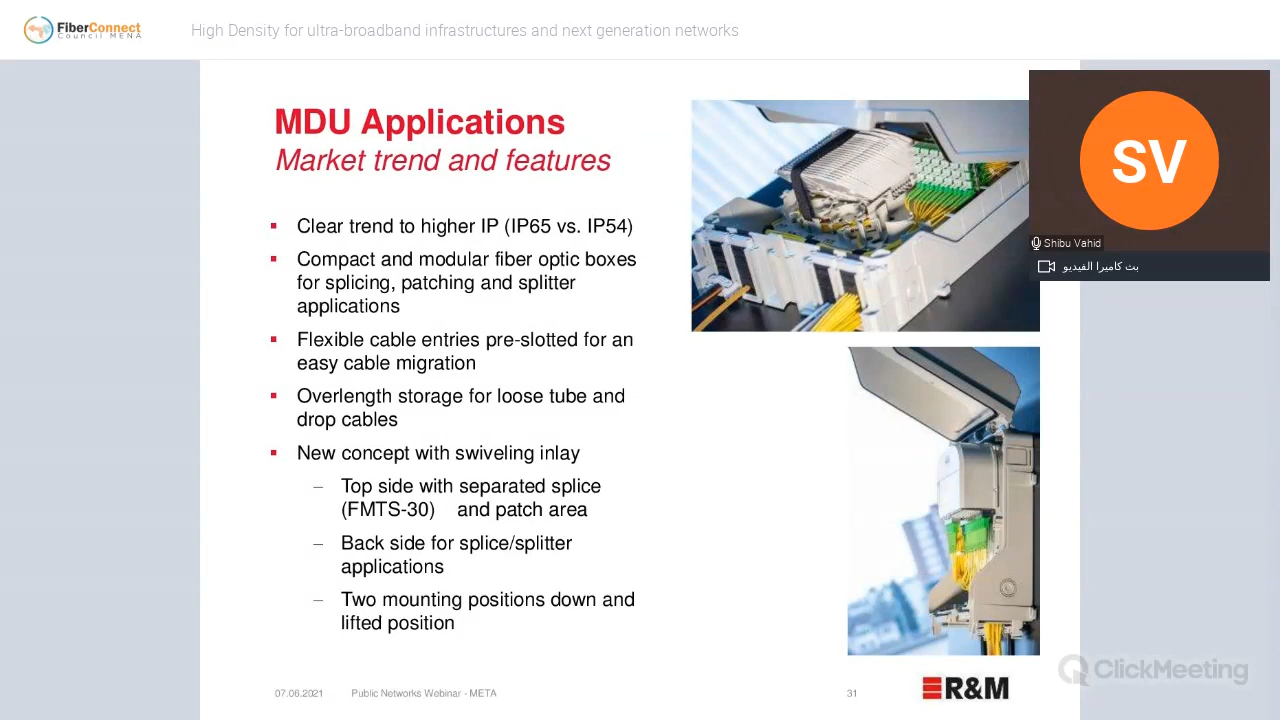 FiberConnect
Council MENA
High Density for ultra-broadband infrastructures and next generation networks
MDU Applications
Market trend and features
Clear trend to higher IP (IP65 vs. IP54)
Compact and modular fiber optic boxes
for splicing, patching and splitter
applications
Flexible cable entries pre-slotted for an
easy cable migration
Overlength storage for loose tube and
drop cables
New concept with swiveling inlay
– Top side with separated splice
(FMTS-30) and patch area
– Back side for splice/splitter
applications
– Two mounting positions down and
lifted position
SV
Shibu Vahid
بث كاميرا الفيديو
07.06.2021
Public Networks Webinar - META
31
R&M
ClickMeeting